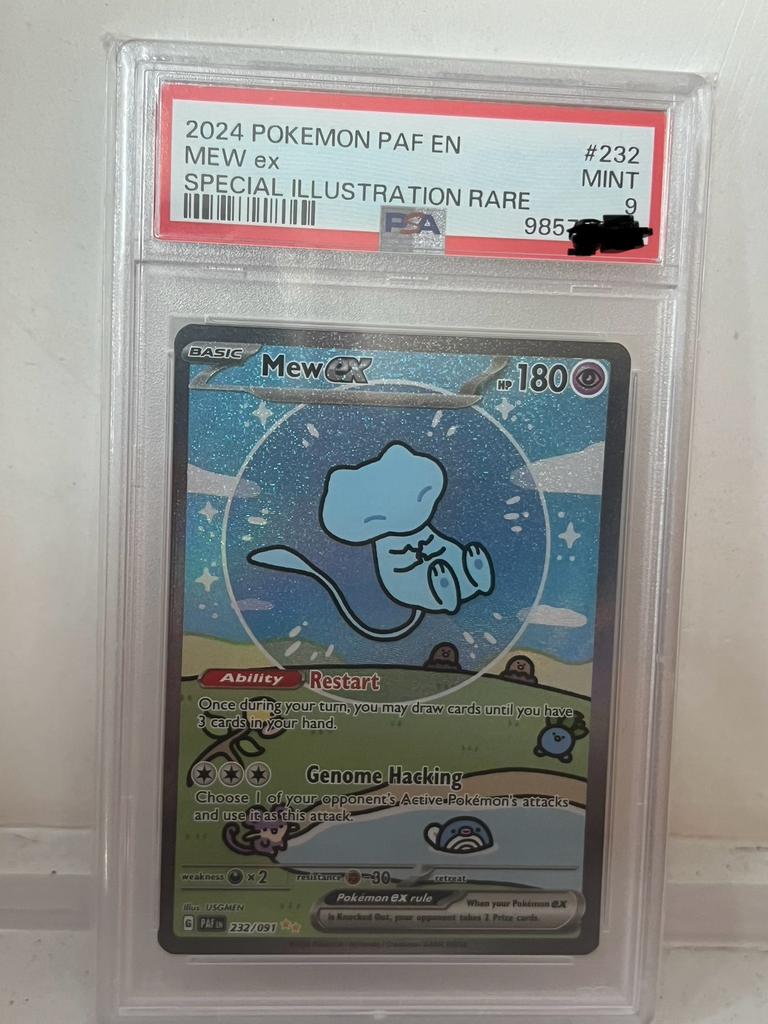 2024 POKEMON PAF EN
#232
MEW ex
MINT
SPECIAL ILLUSTRATION RARE
9
PSA
9857
BASIC
Mew ex
HP 180
Ability Restart
Once during your turn, you may draw cards until you have
3 cards in your hand.
Genome Hacking
Choose 1 of your opponent's Active Pokémon's attacks
and use it as this attack.
weakness ×2 resistance -30 retreat
Pokémon ex rule
When your Pokémon ex
is Knocked Out, your opponent takes 2 Prize cards.
Illus. USGMEN
G PAF EN 232/091